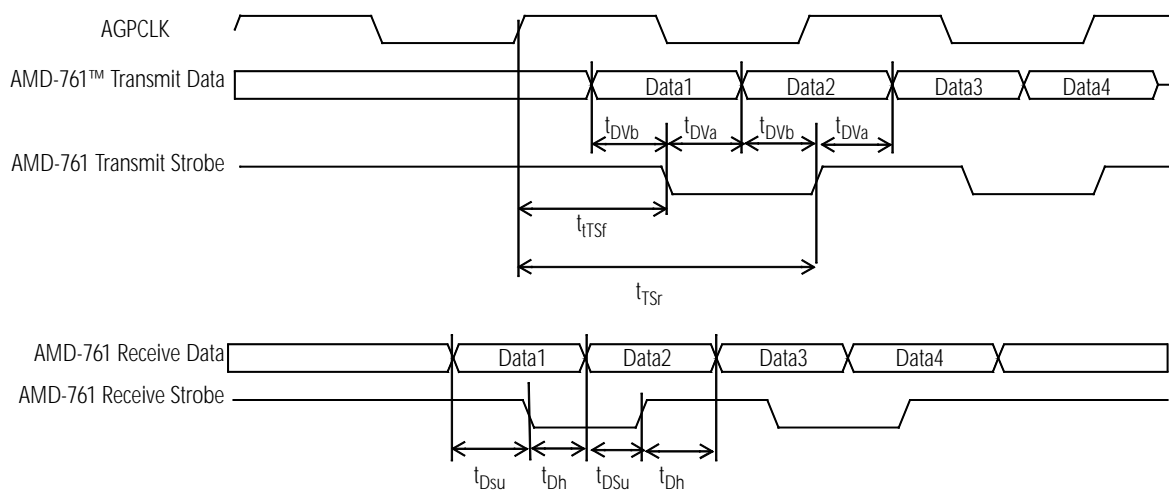 AGPCLK
AMD-761™ Transmit Data
Data1 Data2 Data3 Data4
tDVb tDVa tDVb tDVa
AMD-761 Transmit Strobe
ttTSf
tTSr
AMD-761 Receive Data
Data1 Data2 Data3 Data4
AMD-761 Receive Strobe
tDsu tDh tDSu tDh